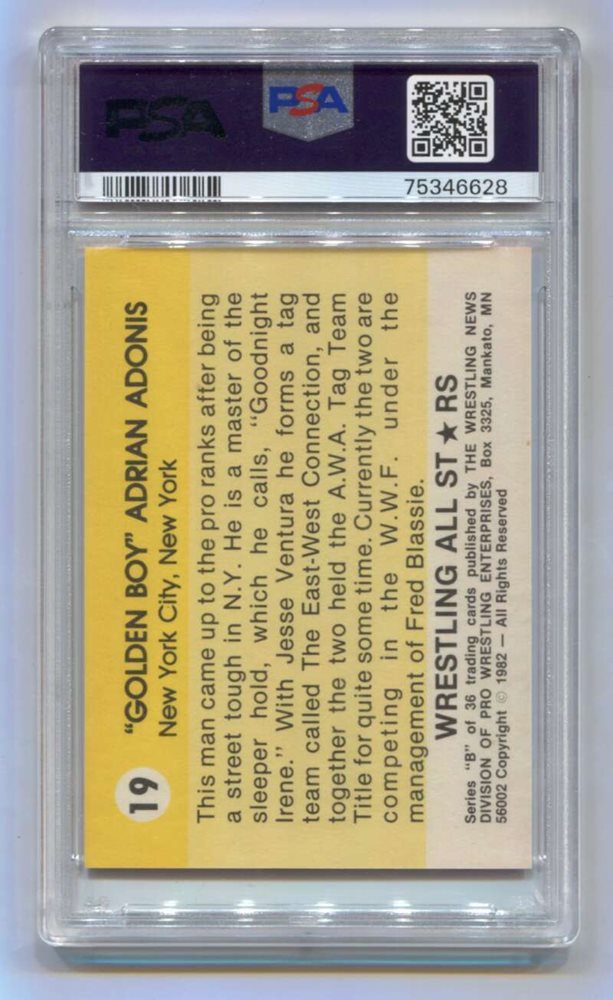 PSA
PSA
75346628
19
"GOLDEN BOY" ADRIAN ADONIS
New York City, New York
This man came up to the pro ranks after being
a street tough in N.Y. He is a master of the
sleeper hold, which he calls, "Goodnight
Irene." With Jesse Ventura he forms a tag
team called The East-West Connection, and
together the two held the A.W.A. Tag Team
Title for quite some time. Currently the two are
competing in the W.W.F. under the
management of Fred Blassie.
WRESTLING ALL ST★RS
Series "B" of 36 trading cards published by THE WRESTLING NEWS
DIVISION OF PRO WRESTLING ENTERPRISES, Box 3325, Mankato, MN
56002 Copyright © 1982 — All Rights Reserved